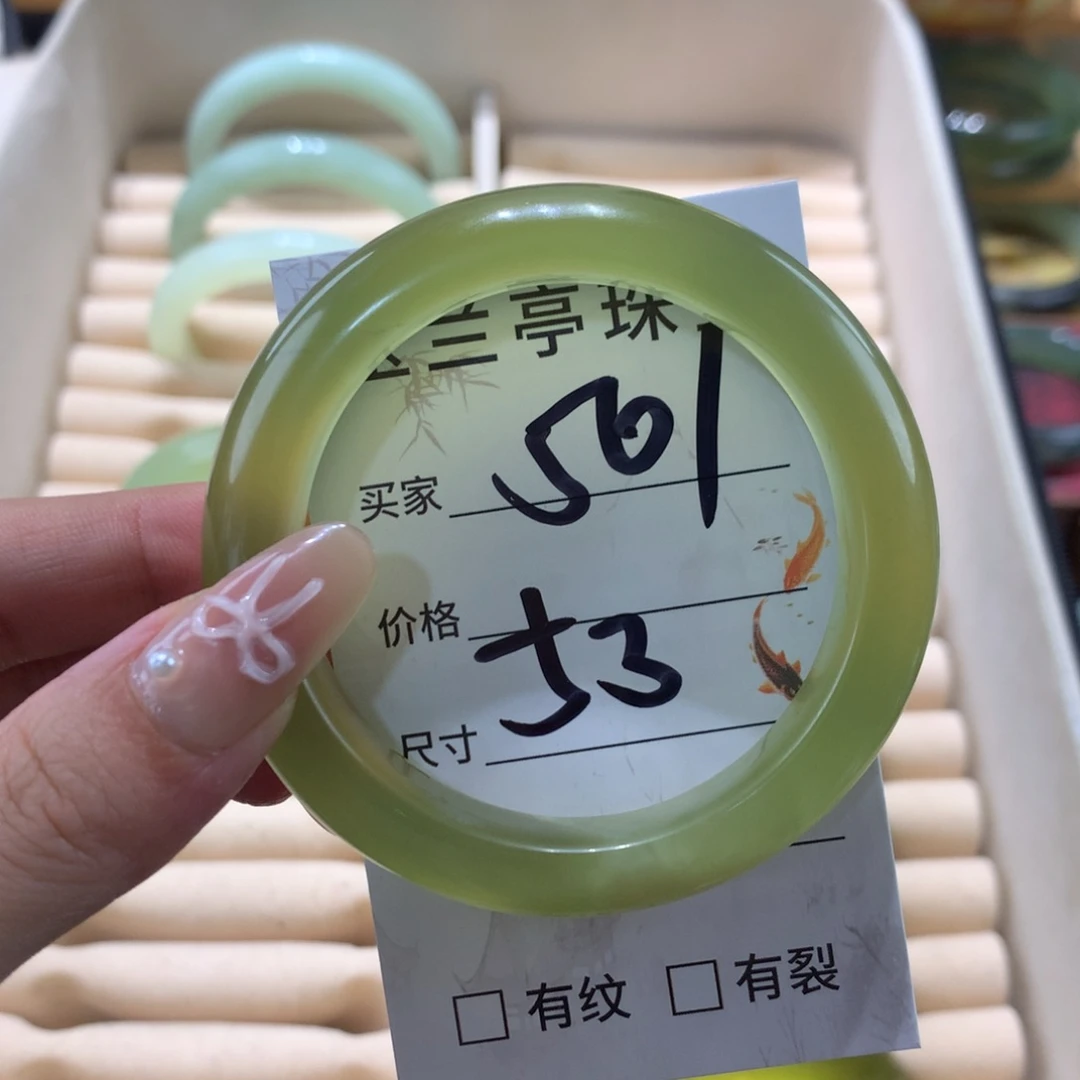 兰亭珠
买家 501
价格
尺寸 53
有纹 有裂